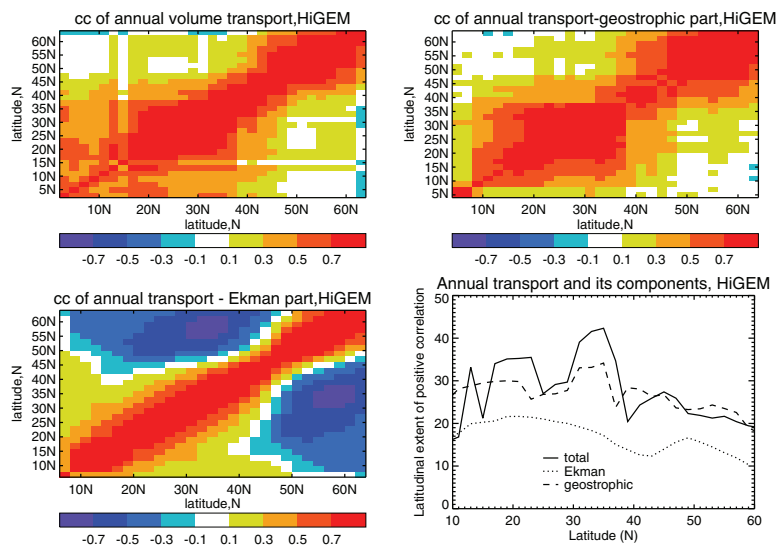 cc of annual volume transport,HiGEM
latitude,N
60N
55N
50N
45N
40N
35N
30N
25N
20N
15N
10N
5N
10N 20N 30N 40N 50N 60N
latitude,N
-0.7 -0.5 -0.3 -0.1 0.1 0.3 0.5 0.7
cc of annual transport-geostrophic part,HiGEM
latitude,N
60N
55N
50N
45N
40N
35N
30N
25N
20N
15N
10N
5N
10N 20N 30N 40N 50N 60N
latitude,N
-0.7 -0.5 -0.3 -0.1 0.1 0.3 0.5 0.7
cc of annual transport - Ekman part,HiGEM
latitude,N
60N
55N
50N
45N
40N
35N
30N
25N
20N
15N
10N
10N 20N 30N 40N 50N 60N
latitude,N
-0.7 -0.5 -0.3 -0.1 0.1 0.3 0.5 0.7
Annual transport and its components, HiGEM
Latitudinal extent of positive correlation
50
40
30
20
10
0
total
Ekman
geostrophic
10 20 30 40 50 60
Latitude (N)